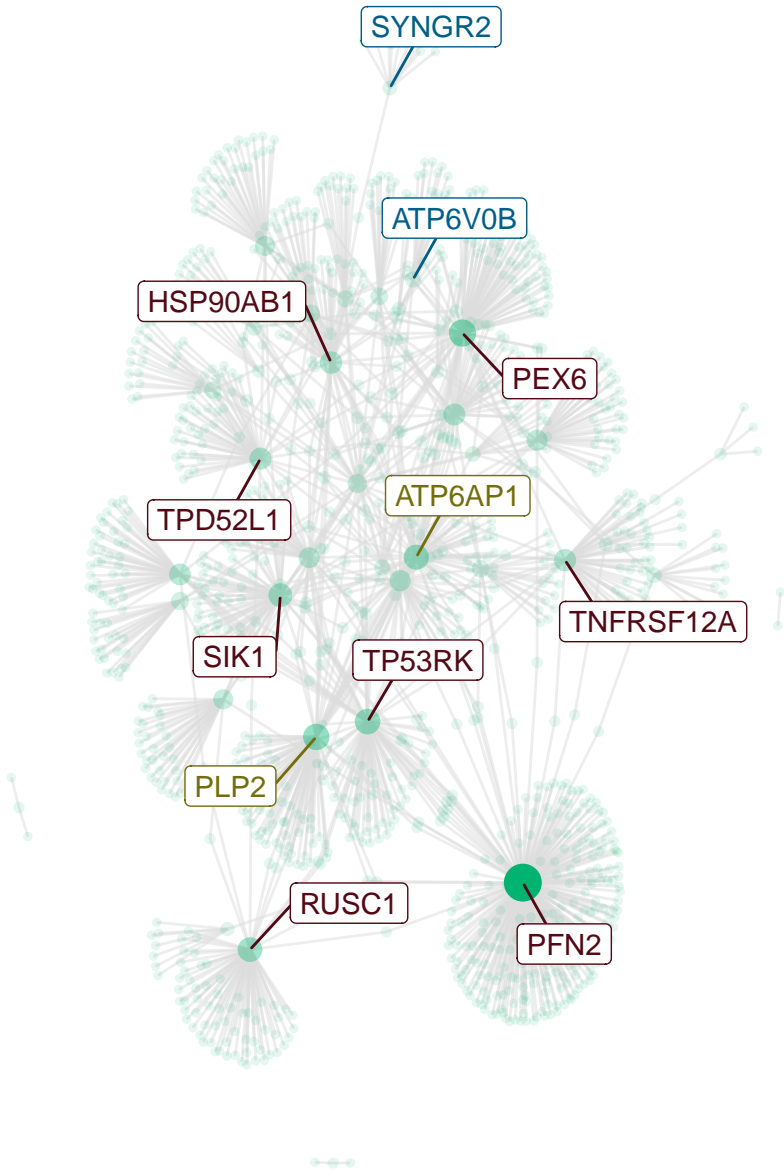 SYNGR2
ATP6V0B
HSP90AB1
PEX6
ATP6AP1
TPD52L1
TNFRSF12A
SIK1
TP53RK
PLP2
RUSC1
PFN2